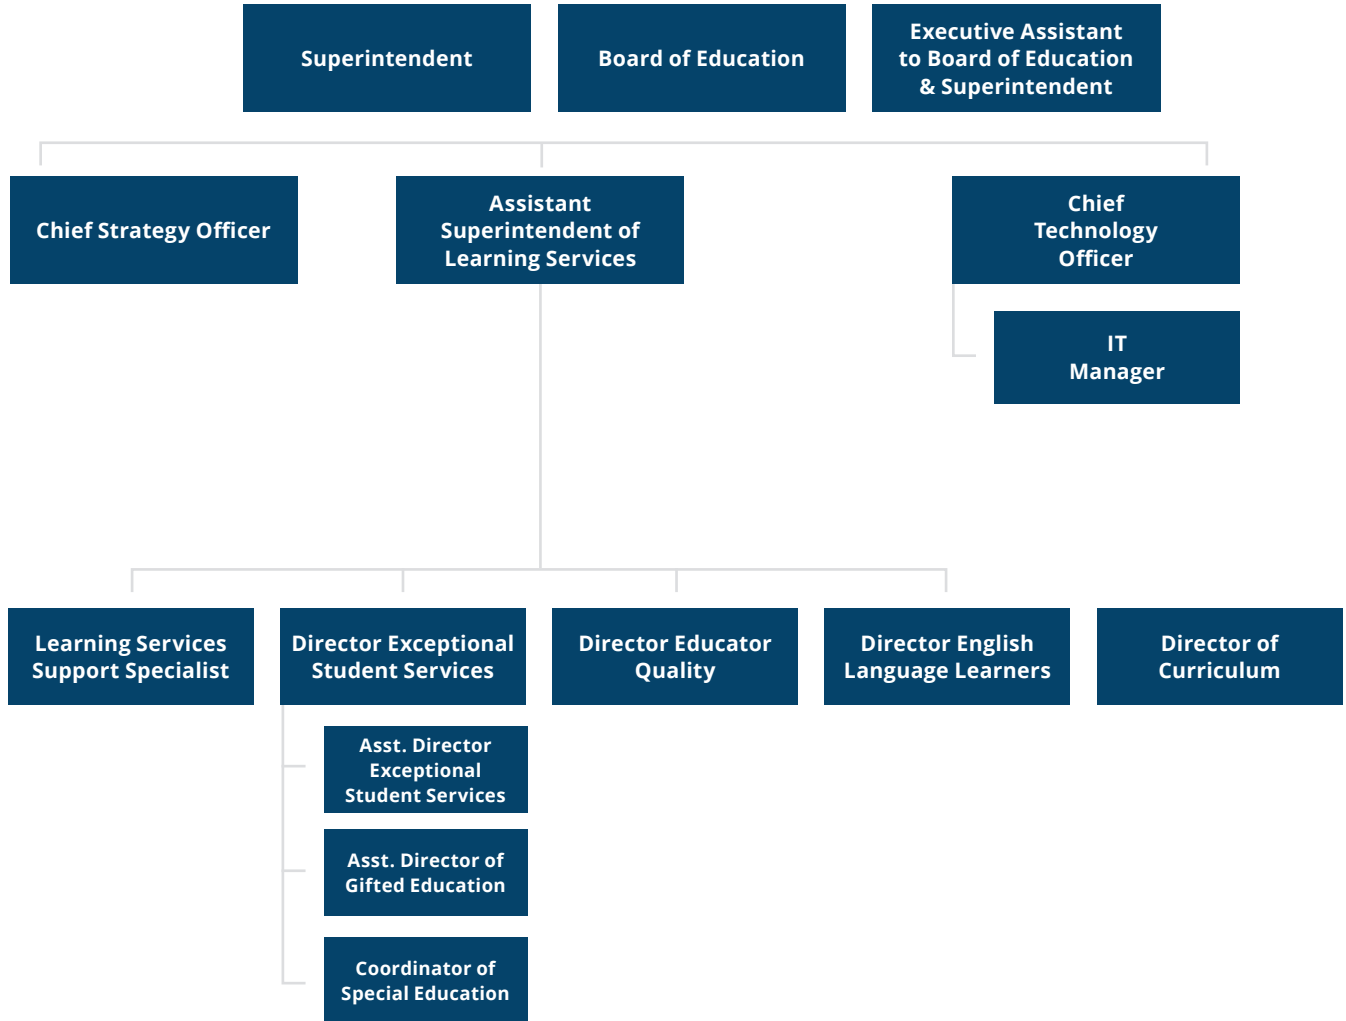 Superintendent
Board of Education
Executive Assistant
to Board of Education
& Superintendent
Chief Strategy Officer
Assistant
Superintendent of
Learning Services
Chief
Technology
Officer
IT
Manager
Learning Services
Support Specialist
Director Exceptional
Student Services
Director Educator
Quality
Director English
Language Learners
Director of
Curriculum
Asst. Director
Exceptional
Student Services
Asst. Director of
Gifted Education
Coordinator of
Special Education